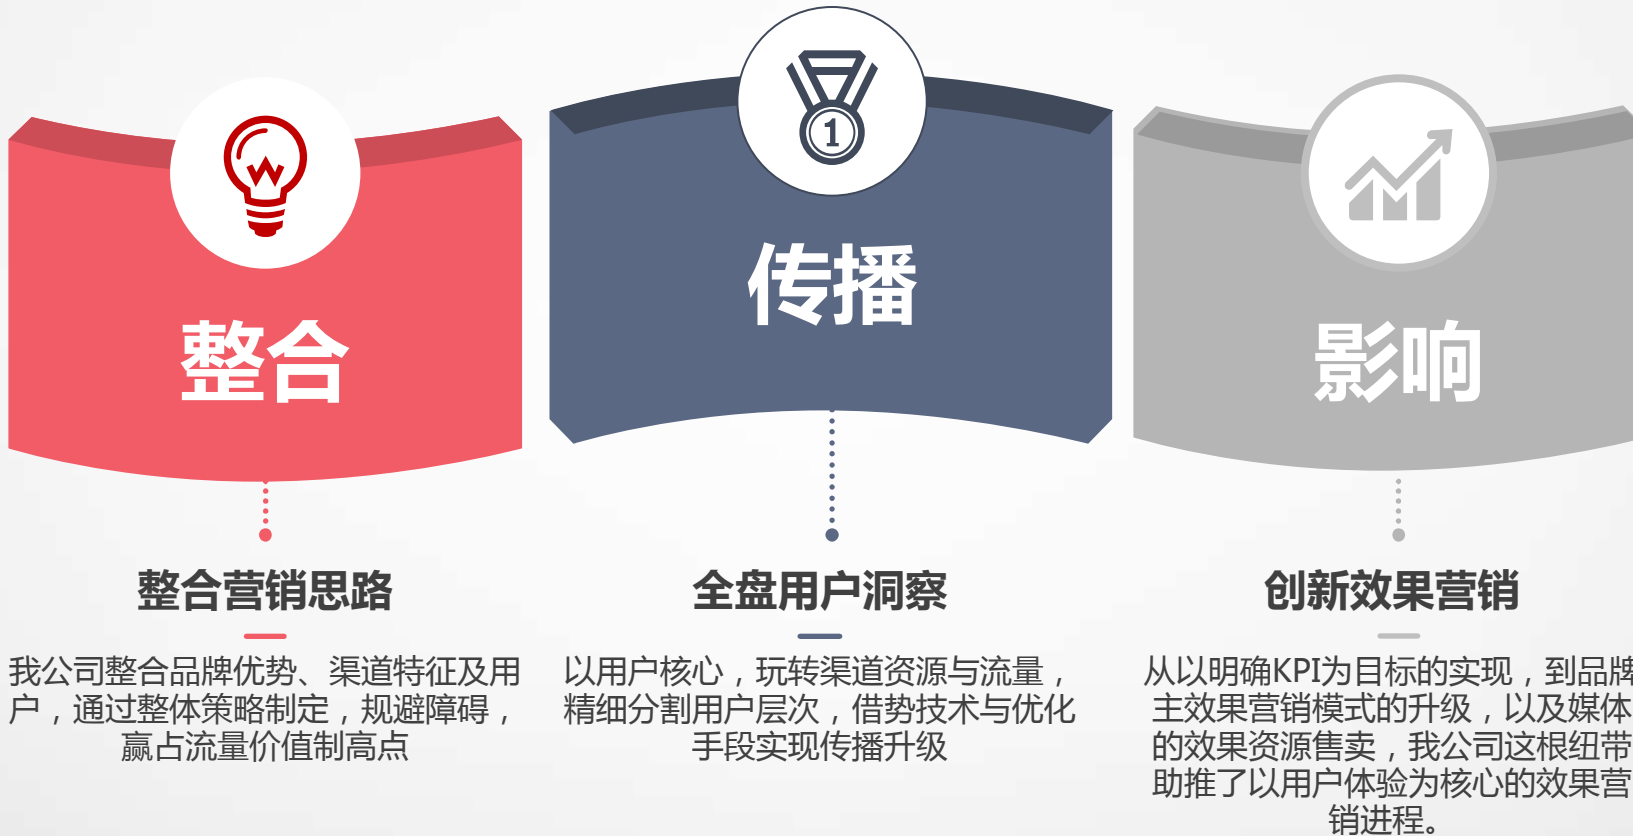 1
整合
传播
影响
整合营销思路
我公司整合品牌优势、渠道特征及用
户，通过整体策略制定，规避障碍，
赢占流量价值制高点
全盘用户洞察
以用户核心，玩转渠道资源与流量，
精细分割用户层次，借势技术与优化
手段实现传播升级
创新效果营销
从以明确KPI为目标的实现，到品牌
主效果营销模式的升级，以及媒体
的效果资源售卖，我公司这根纽带
助推了以用户体验为核心的效果营
销进程。